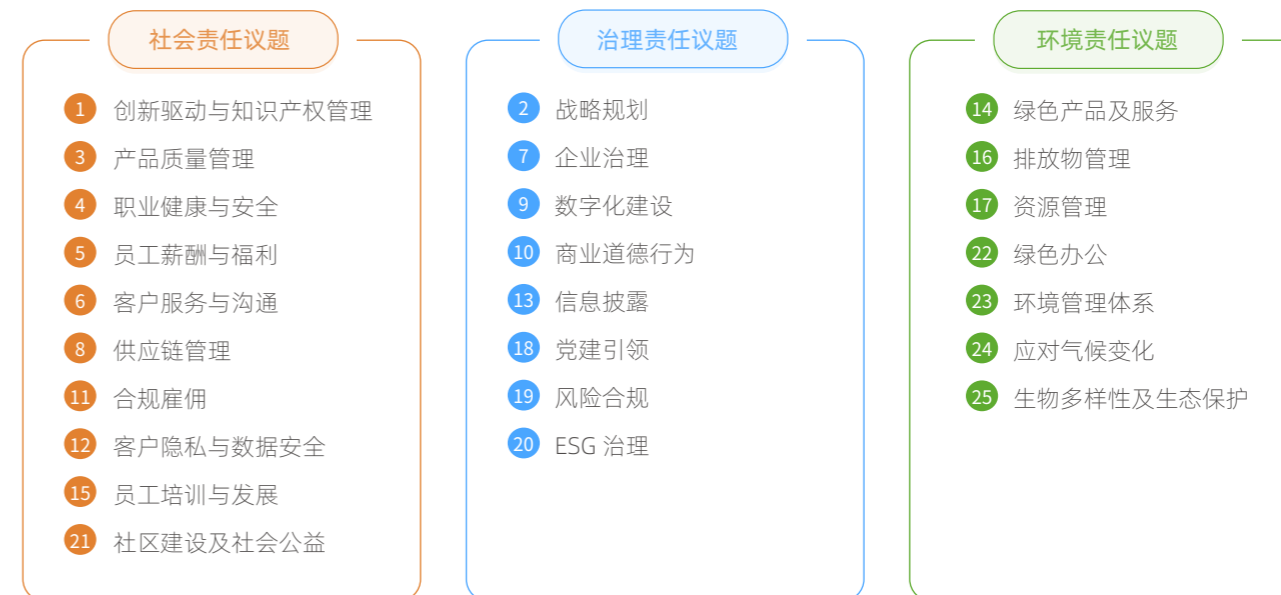 社会责任议题
1 创新驱动与知识产权管理
3 产品质量管理
4 职业健康与安全
5 员工薪酬与福利
6 客户服务与沟通
8 供应链管理
11 合规雇佣
12 客户隐私与数据安全
15 员工培训与发展
21 社区建设及社会公益
治理责任议题
2 战略规划
7 企业治理
9 数字化建设
10 商业道德行为
13 信息披露
18 党建引领
19 风险合规
20 ESG 治理
环境责任议题
14 绿色产品及服务
16 排放物管理
17 资源管理
22 绿色办公
23 环境管理体系
24 应对气候变化
25 生物多样性及生态保护